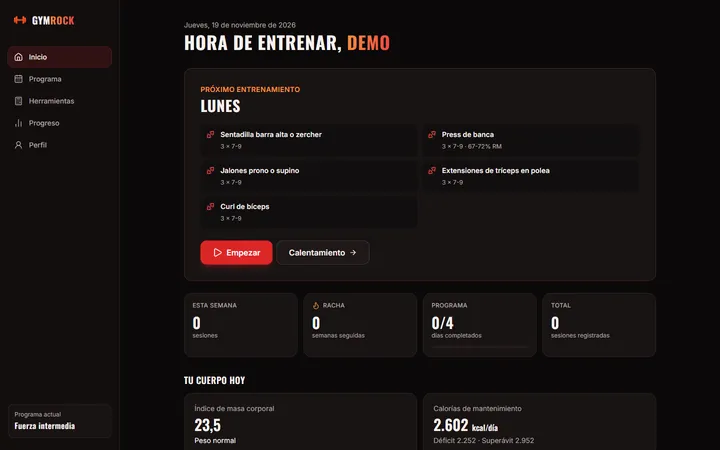 GYMROCK
Inicio
Programa
Herramientas
Progreso
Perfil
Programa actual
Fuerza intermedia
Jueves, 19 de noviembre de 2026
HORA DE ENTRENAR, DEMO
PRÓXIMO ENTRENAMIENTO
LUNES
Sentadilla barra alta o zercher
3 × 7-9
Press de banca
3 × 7-9 · 67-72% RM
Jalones prono o supino
3 × 7-9
Extensiones de tríceps en polea
3 × 7-9
Curl de bíceps
3 × 7-9
Empezar
Calentamiento →
ESTA SEMANA
0
sesiones
RACHA
0
semanas seguidas
PROGRAMA
0/4
días completados
TOTAL
0
sesiones registradas
TU CUERPO HOY
Índice de masa corporal
23,5
Peso normal
Calorías de mantenimiento
2.602 kcal/día
Déficit 2.252 · Superávit 2.952